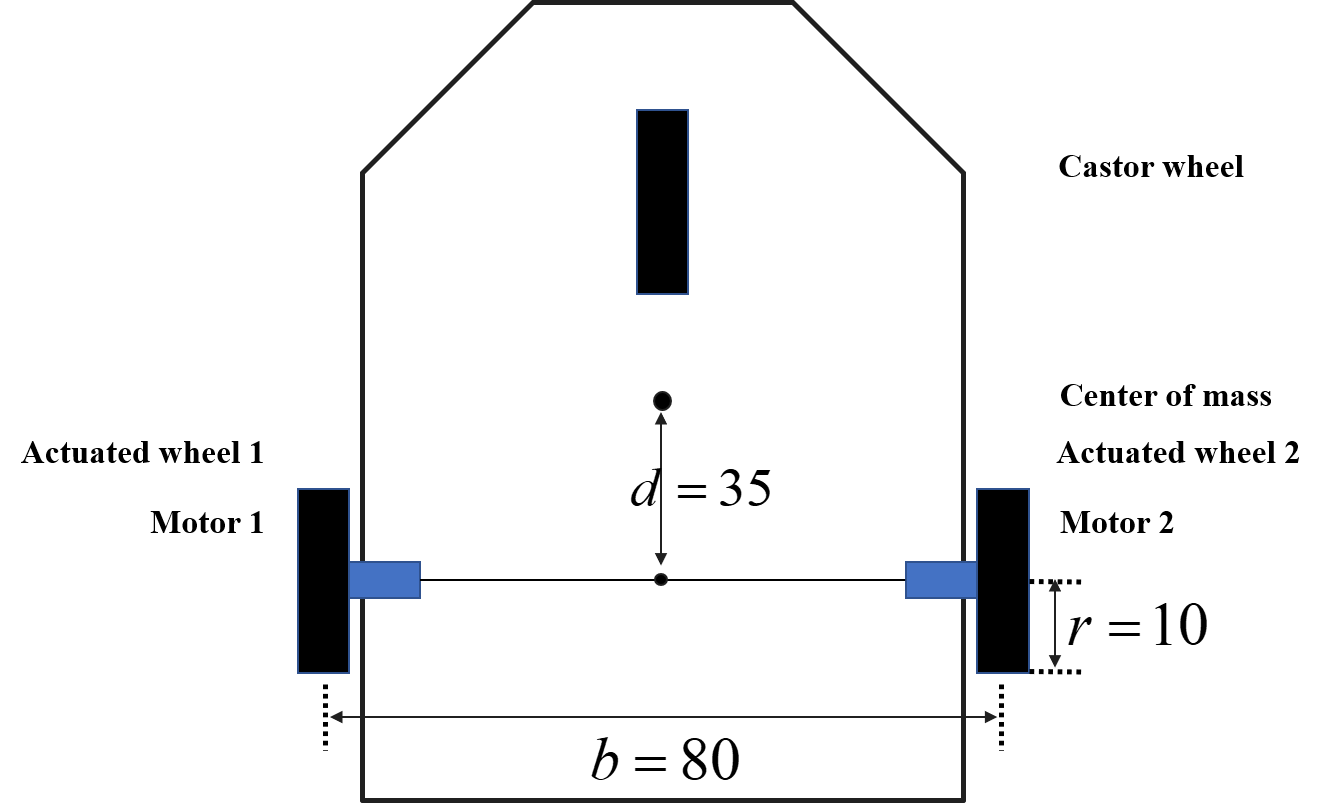 Castor wheel
Center of mass
Actuated wheel 1
Actuated wheel 2
d = 35
Motor 1
Motor 2
r = 10
b = 80